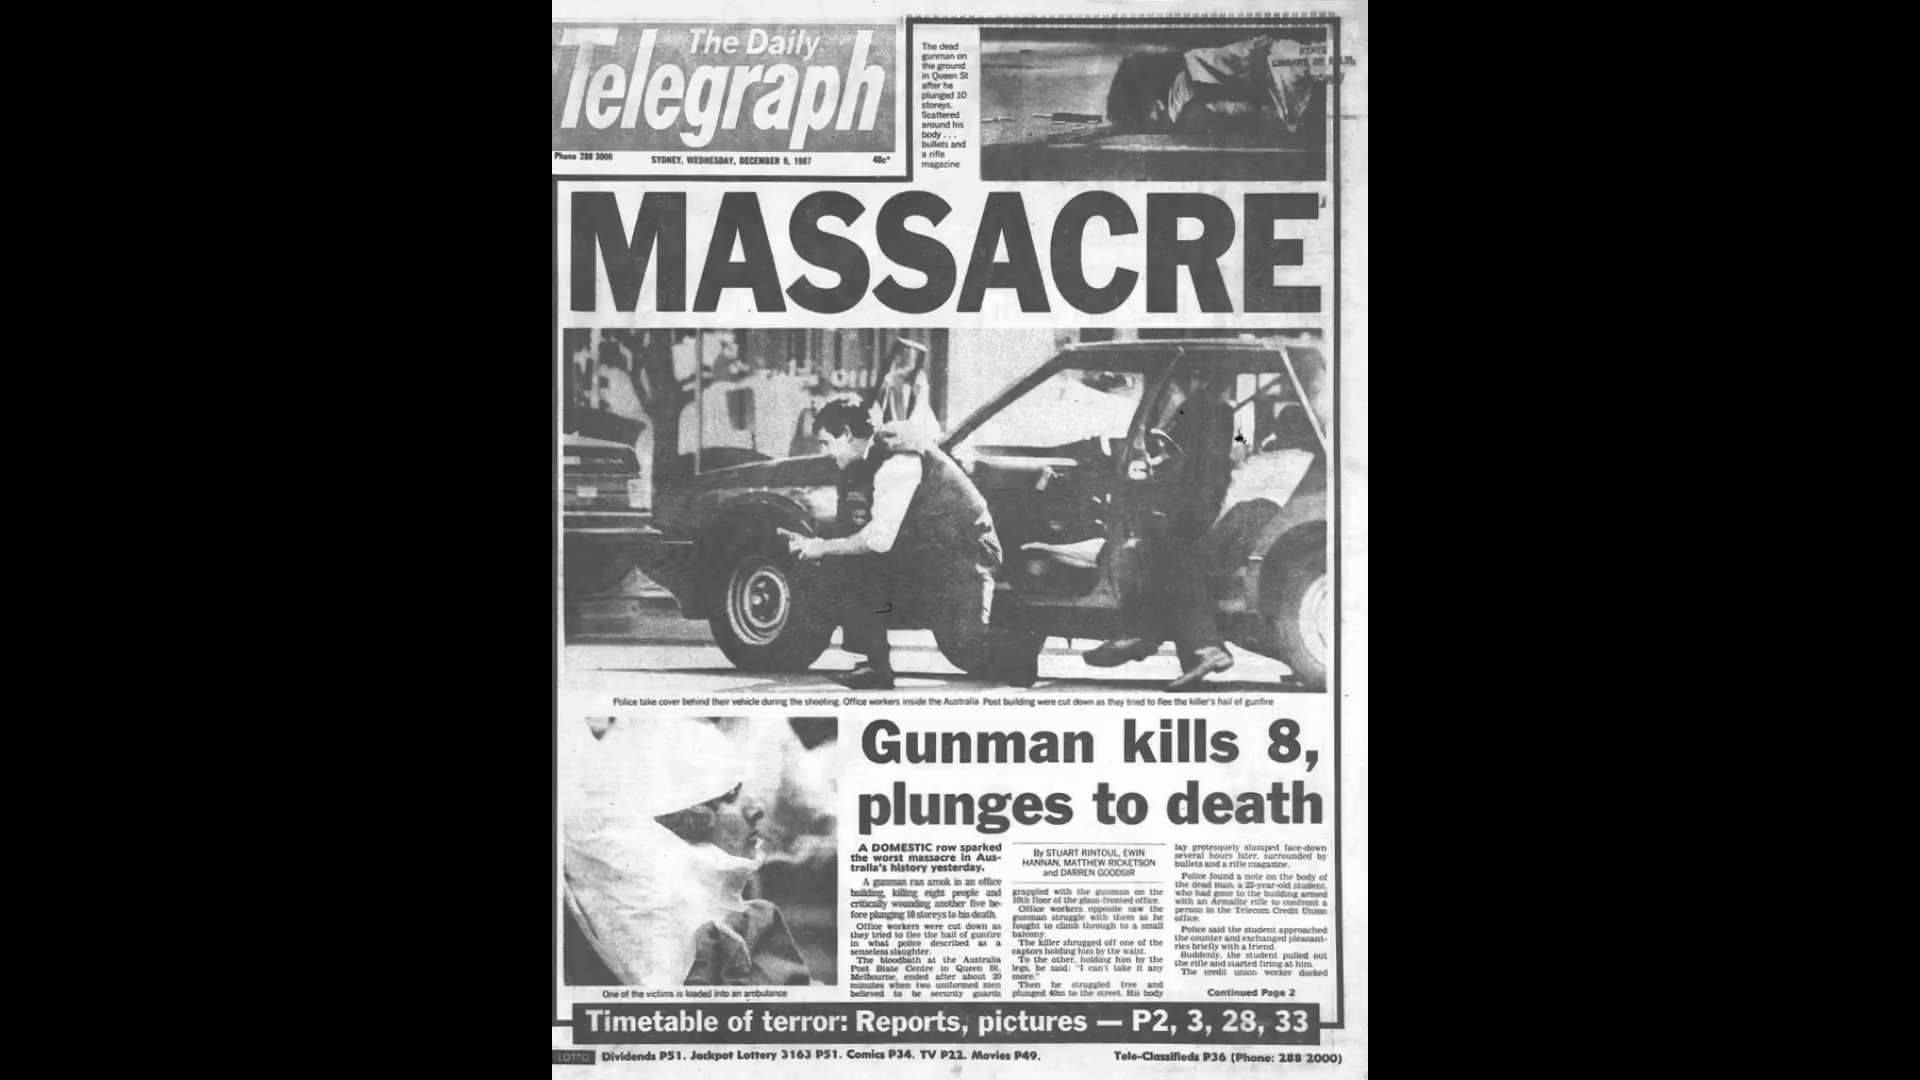 The Daily
Telegraph
Phone 288 3000
SYDNEY, WEDNESDAY, DECEMBER 9, 1987
40c*
The dead
gunman on
the ground
in Queen St
after he
plunged 10
storeys.
Scattered
around his
body . . .
bullets and
a rifle
magazine
STATE
LIBRARY OF
MASSACRE
Police take cover behind their vehicle during the shooting. Office workers inside the Australia Post building were cut down as they tried to flee the killer's hail of gunfire
One of the victims is loaded into an ambulance
Gunman kills 8,
plunges to death
A DOMESTIC row sparked
the worst massacre in Aus-
tralia's history yesterday.
A gunman ran amok in an office
building, killing eight people and
critically wounding another five be-
fore plunging 10 storeys to his death.
Office workers were cut down as
they tried to flee the hail of gunfire
in what police described as a
senseless slaughter.
The bloodbath at the Australia
Post State Centre in Queen St,
Melbourne, ended after about 20
minutes when two uniformed men
believed to be security guards
By STUART RINTOUL, EWIN
HANNAN, MATTHEW RICKETSON
and DARREN GOODSIR
grappled with the gunman on the
10th floor of the glass-fronted office.
Office workers opposite saw the
gunman struggle with them as he
fought to climb through to a small
balcony.
The killer shrugged off one of the
captors holding him by the waist.
To the other, holding him by the
legs, he said: "I can't take it any
more."
Then he struggled free and
plunged 40m to the street. His body
lay grotesquely slumped face-down
several hours later, surrounded by
bullets and a rifle magazine.
Police found a note on the body of
the dead man, a 22-year-old student,
who had gone to the building armed
with an Armalite rifle to confront a
person in the Telecom Credit Union
office.
Police said the student approached
the counter and exchanged pleasant-
ries briefly with a friend.
Suddenly, the student pulled out
the rifle and started firing at him.
The credit union worker ducked
Continued Page 2
Timetable of terror: Reports, pictures — P2, 3, 28, 33
LOTTO Dividends P51. Jackpot Lottery 3163 P51. Comics P34. TV P22. Movies P49.
Tele-Classifieds P36 (Phone: 288 2000)